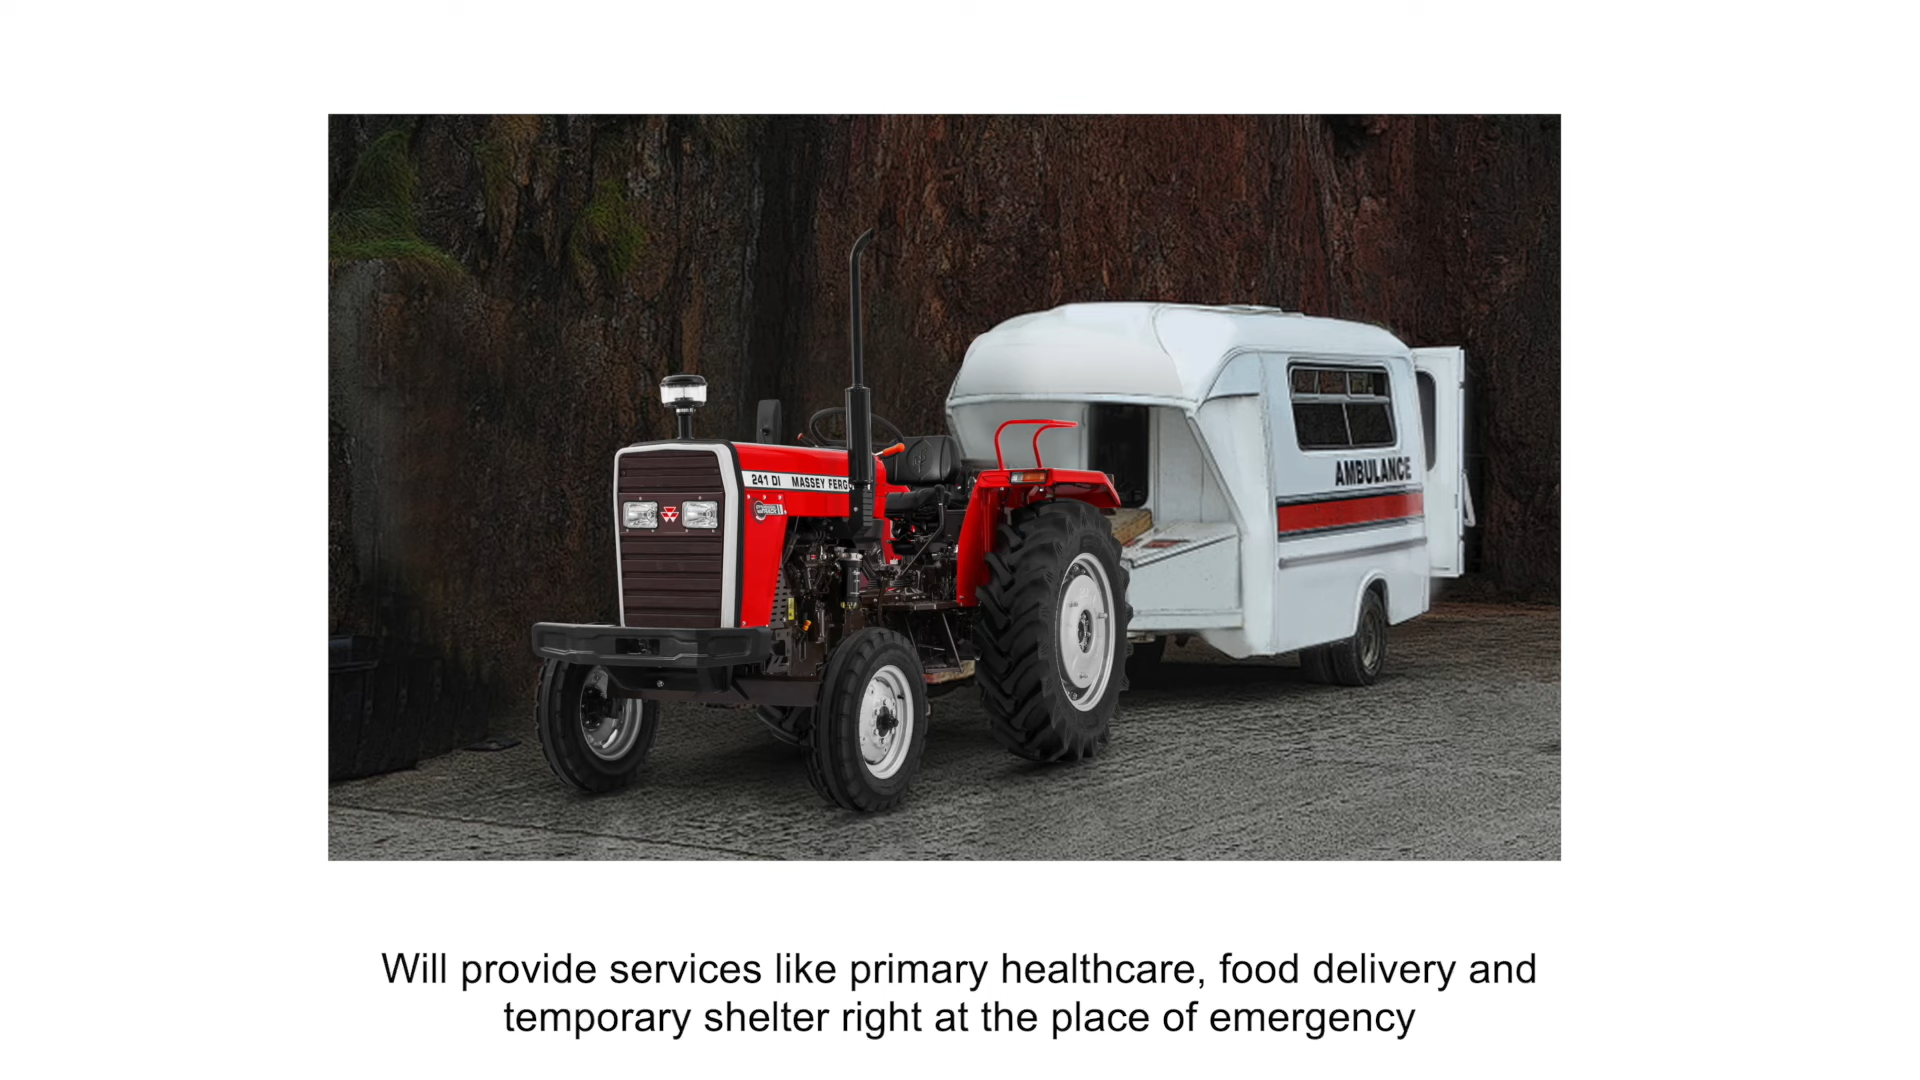 241 DI MASSEY FERGU
AMBULANCE
Will provide services like primary healthcare, food delivery and
temporary shelter right at the place of emergency